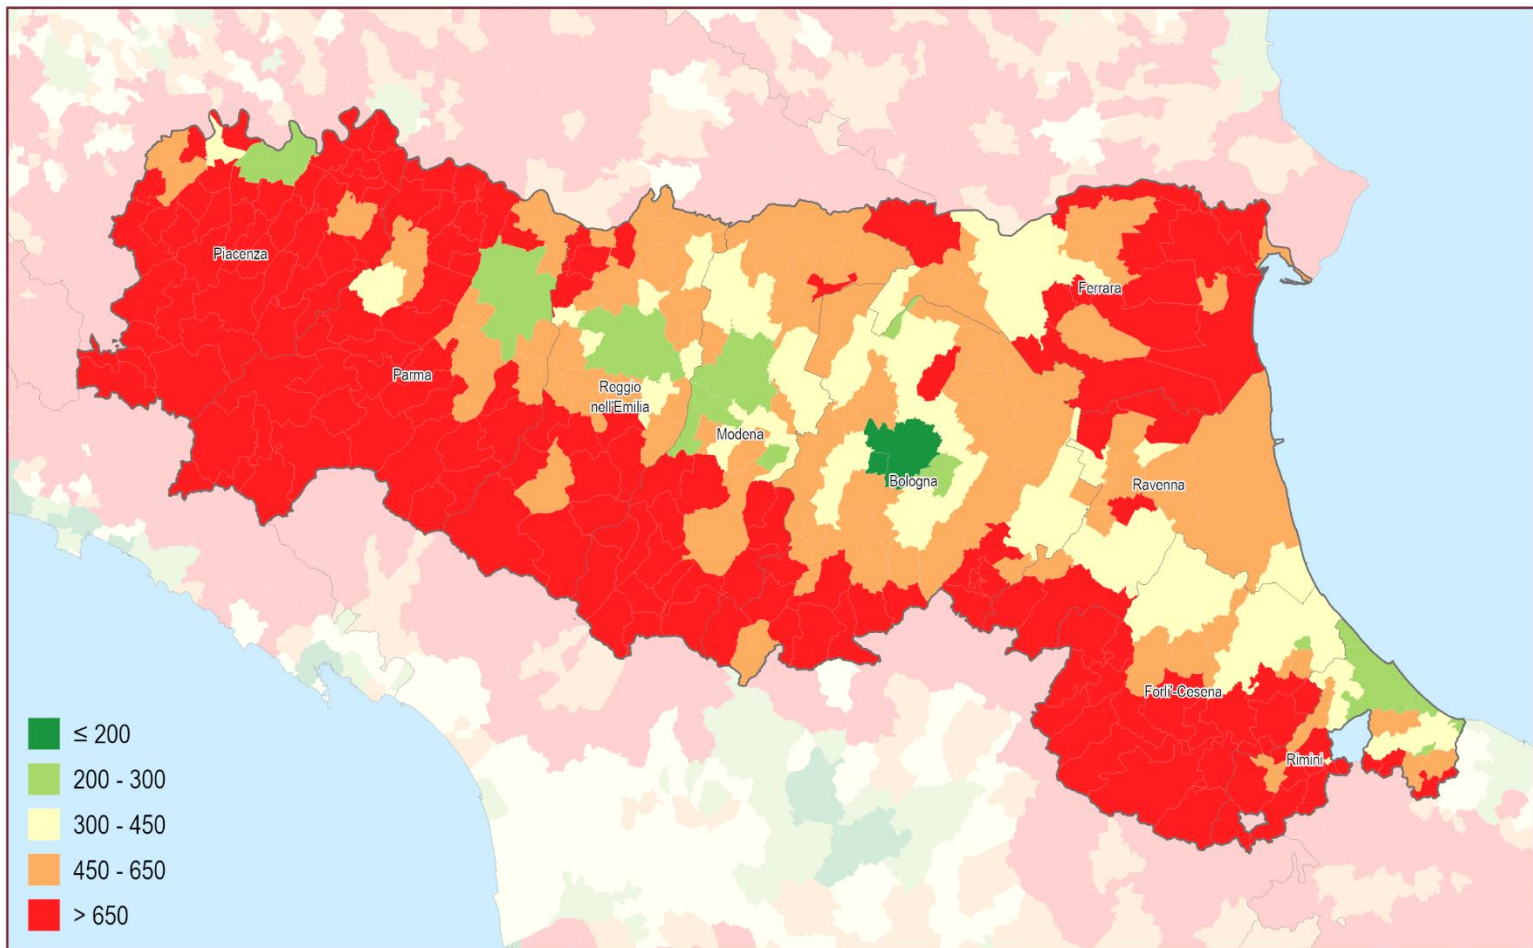 Piacenza
Ferrara
Parma
Reggio
nell'Emilia
Modena
Bologna
Ravenna
Forli'-Cesena
Rimini
≤ 200
200 - 300
300 - 450
450 - 650
> 650